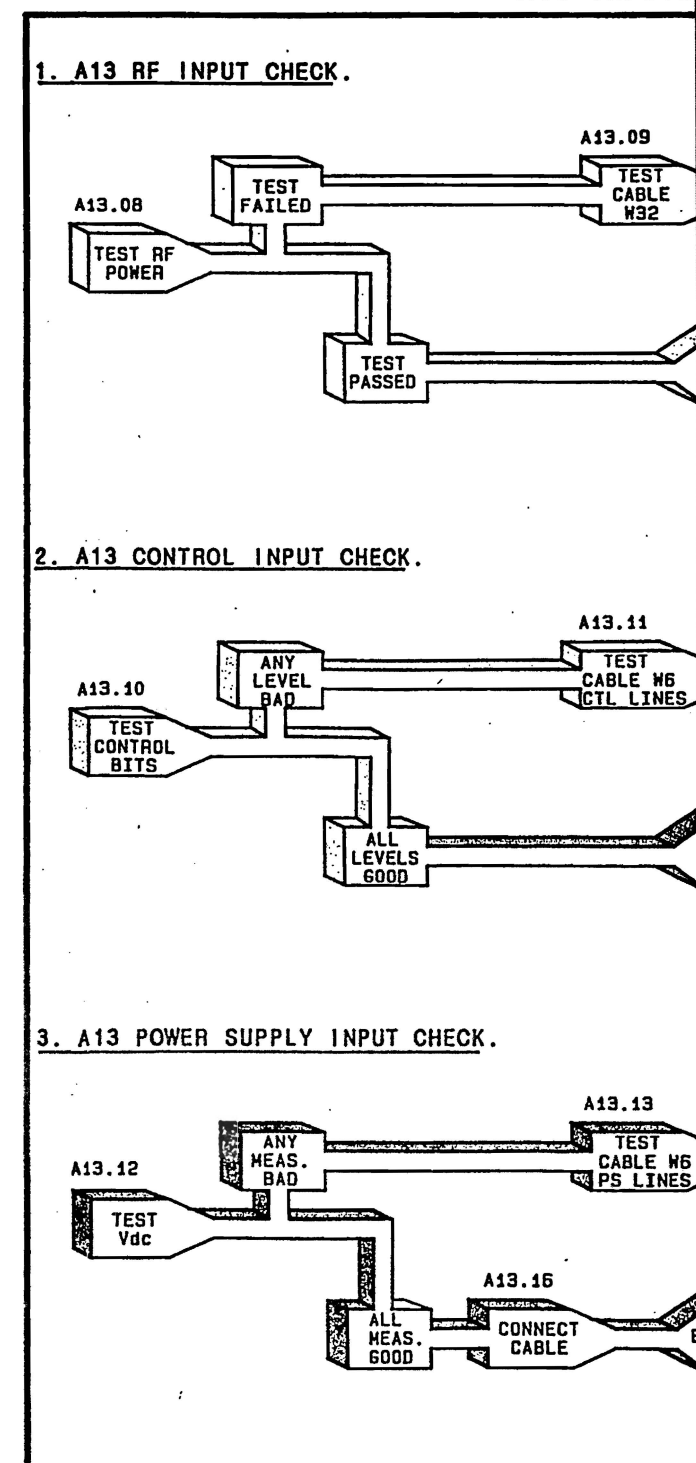 1. A13 RF INPUT CHECK.
A13.09
TEST
FAILED
TEST
CABLE
W32
A13.08
TEST RF
POWER
TEST
PASSED
2. A13 CONTROL INPUT CHECK.
A13.11
ANY
LEVEL
BAD
TEST
CABLE W6
CTL LINES
A13.10
TEST
CONTROL
BITS
ALL
LEVELS
GOOD
3. A13 POWER SUPPLY INPUT CHECK.
A13.13
ANY
MEAS.
BAD
TEST
CABLE W6
PS LINES
A13.12
TEST
Vdc
A13.16
ALL
MEAS.
GOOD
CONNECT
CABLE